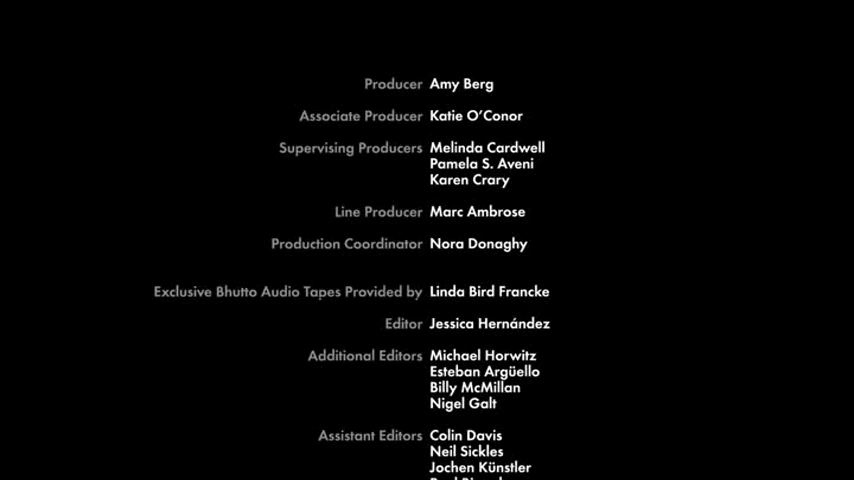 Producer Amy Berg
Associate Producer Katie O'Conor
Supervising Producers Melinda Cardwell
Pamela S. Aveni
Karen Crary
Line Producer Marc Ambrose
Production Coordinator Nora Donaghy
Exclusive Bhutto Audio Tapes Provided by Linda Bird Francke
Editor Jessica Hernández
Additional Editors Michael Horwitz
Esteban Argüello
Billy McMillan
Nigel Galt
Assistant Editors Colin Davis
Neil Sickles
Jochen Künstler